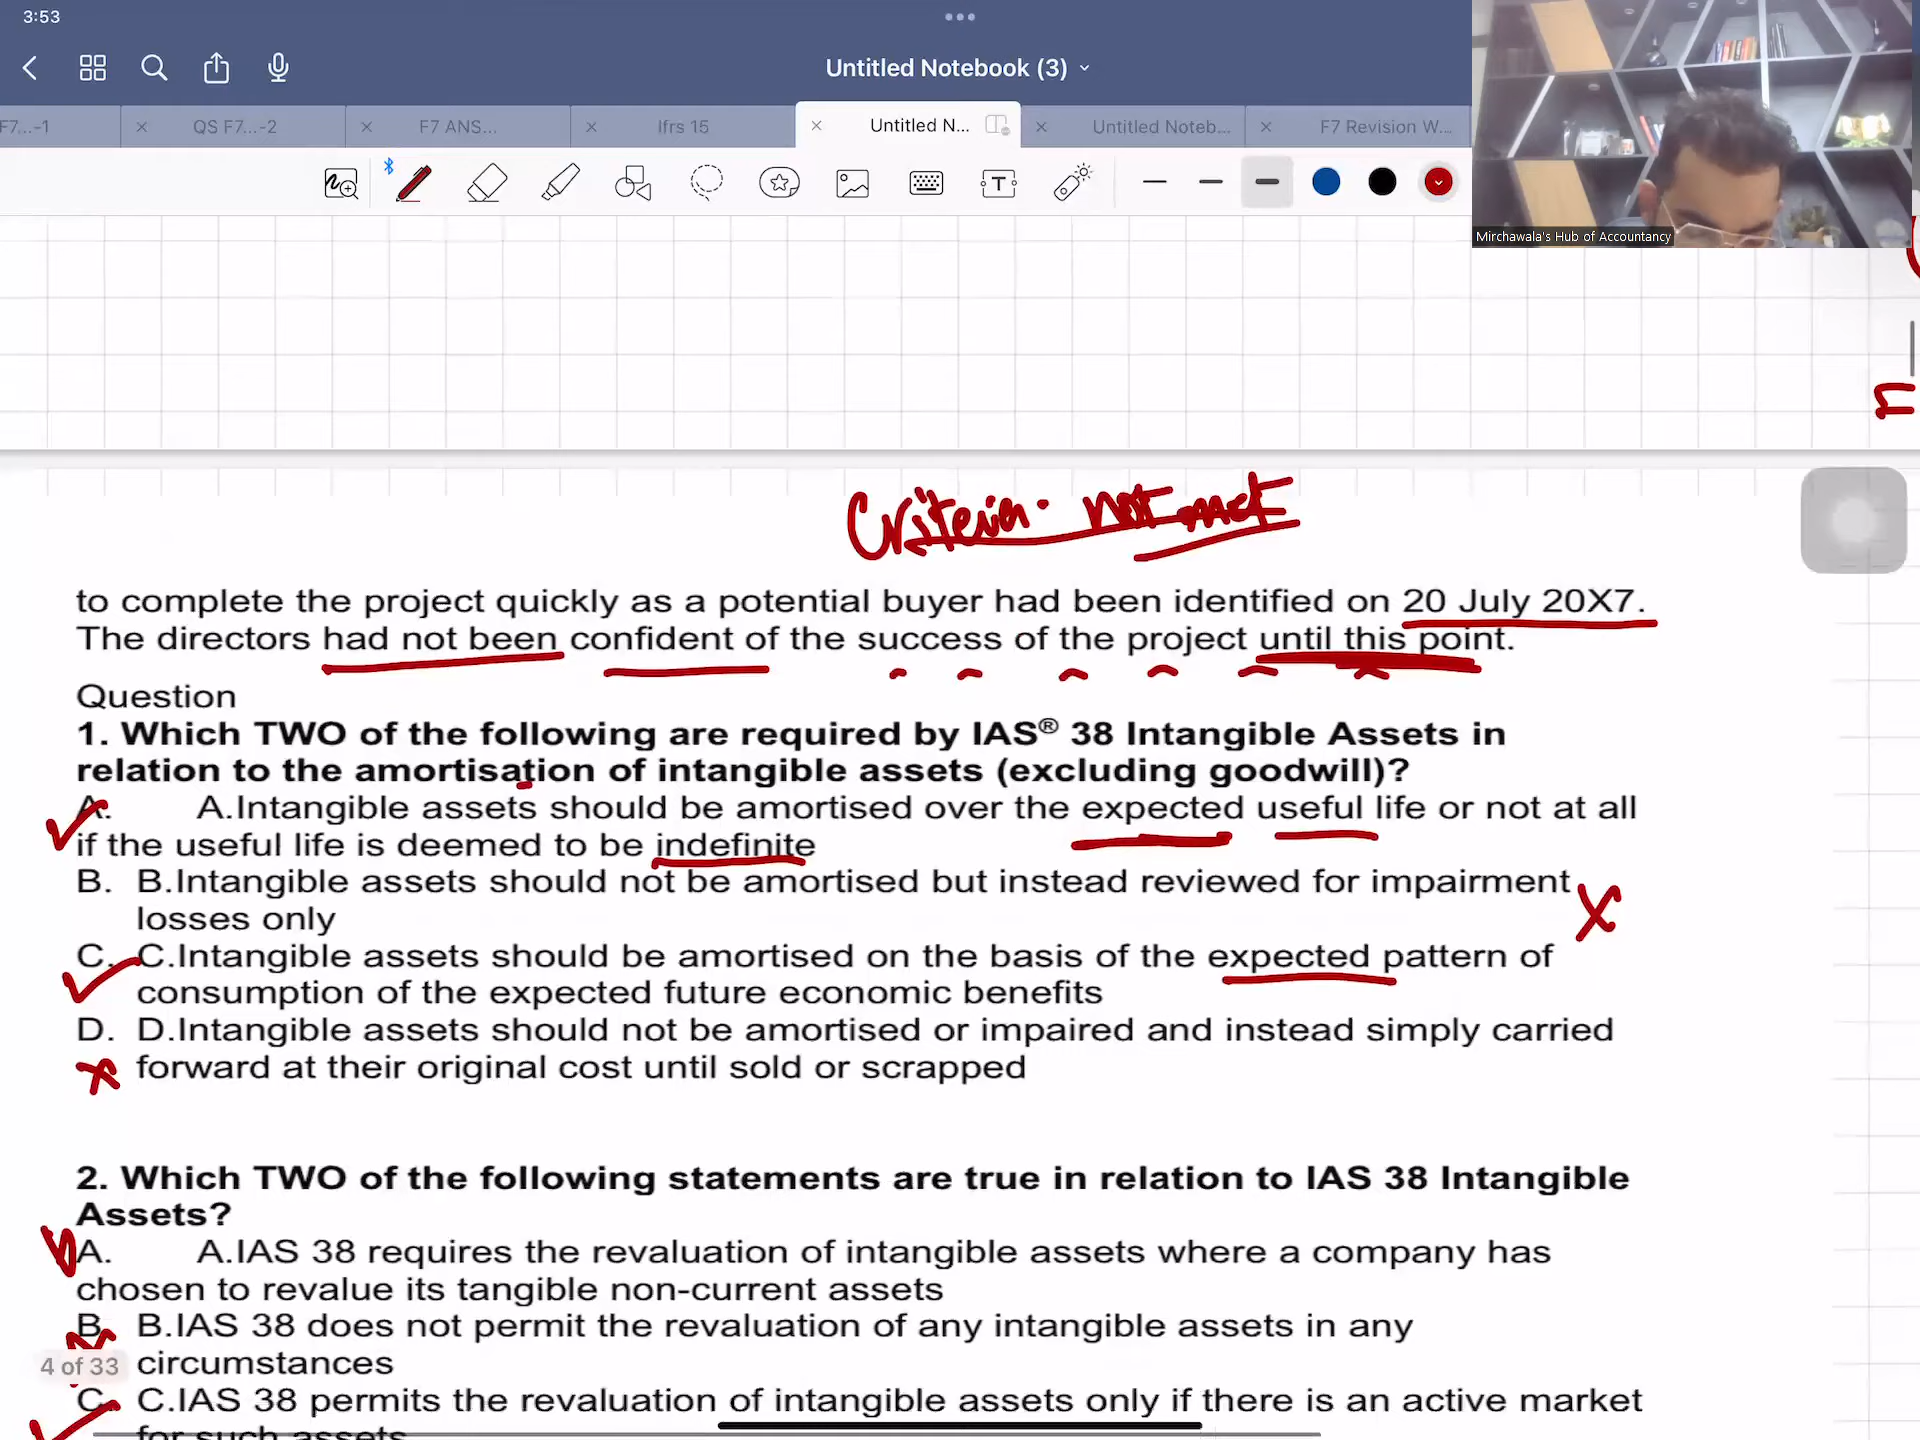 3:53
Untitled Notebook (3)
F7...-1
QS F7...-2
F7 ANS...
Ifrs 15
Untitled N...
Untitled Noteb...
F7 Revision W...
T
Mirchawala's Hub of Accountancy
Criteria. not met
to complete the project quickly as a potential buyer had been identified on 20 July 20X7.
The directors had not been confident of the success of the project until this point.
Question
1. Which TWO of the following are required by IAS® 38 Intangible Assets in
relation to the amortisation of intangible assets (excluding goodwill)?
A. A.Intangible assets should be amortised over the expected useful life or not at all
if the useful life is deemed to be indefinite
B. B.Intangible assets should not be amortised but instead reviewed for impairment
losses only
C. C.Intangible assets should be amortised on the basis of the expected pattern of
consumption of the expected future economic benefits
D. D.Intangible assets should not be amortised or impaired and instead simply carried
forward at their original cost until sold or scrapped
2. Which TWO of the following statements are true in relation to IAS 38 Intangible
Assets?
A. A.IAS 38 requires the revaluation of intangible assets where a company has
chosen to revalue its tangible non-current assets
B. B.IAS 38 does not permit the revaluation of any intangible assets in any
circumstances
4 of 33
C. C.IAS 38 permits the revaluation of intangible assets only if there is an active market
for such assets